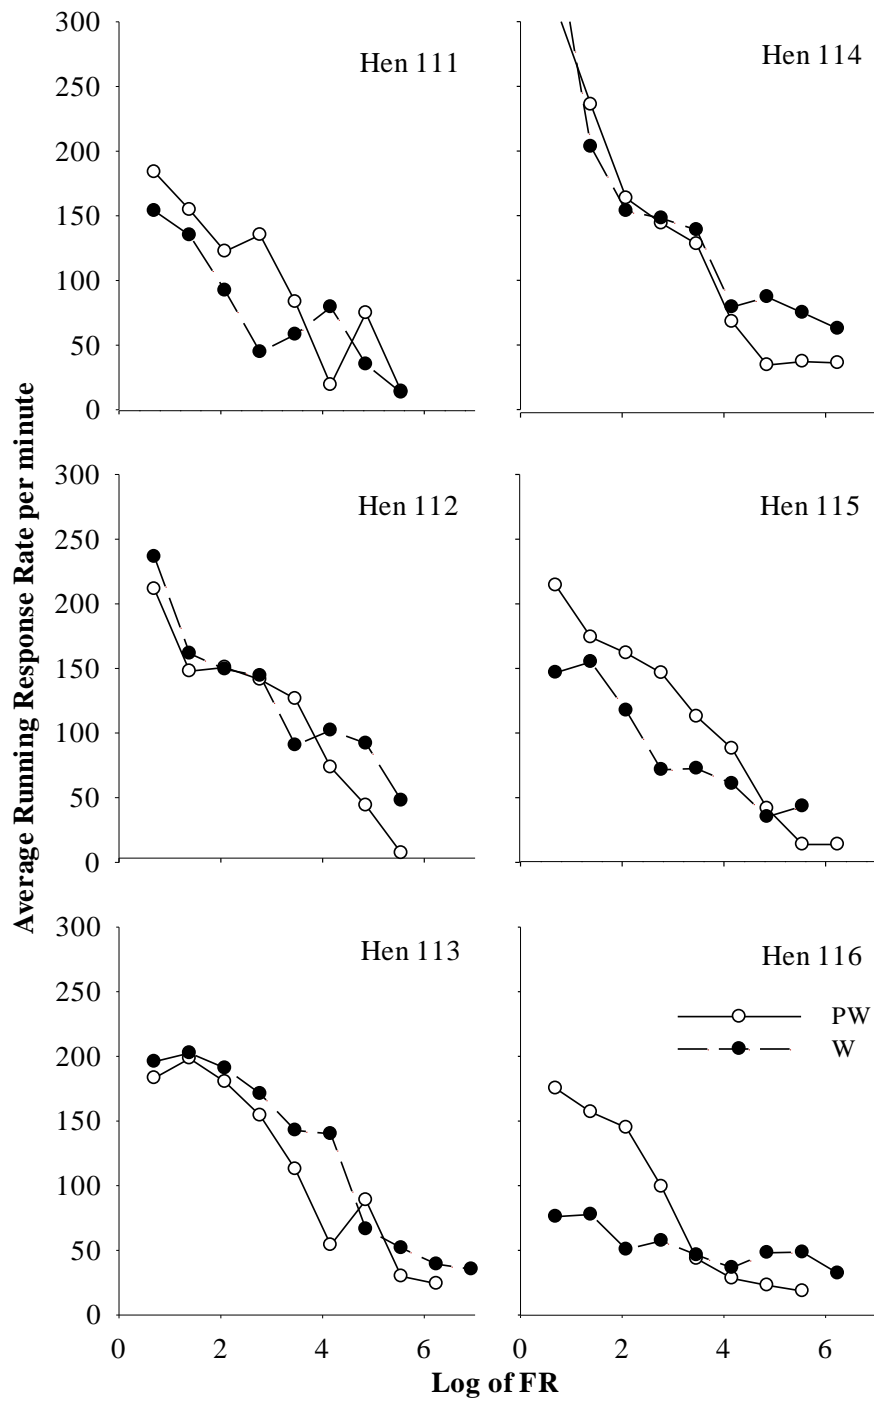 300
250
200
150
100
50
0
Hen 111
Hen 114
300
250
200
150
100
50
0
Hen 112
Hen 115
300
250
200
150
100
50
0
Hen 113
Hen 116
PW
W
0 2 4 6
0 2 4 6
Log of FR
Average Running Response Rate per minute